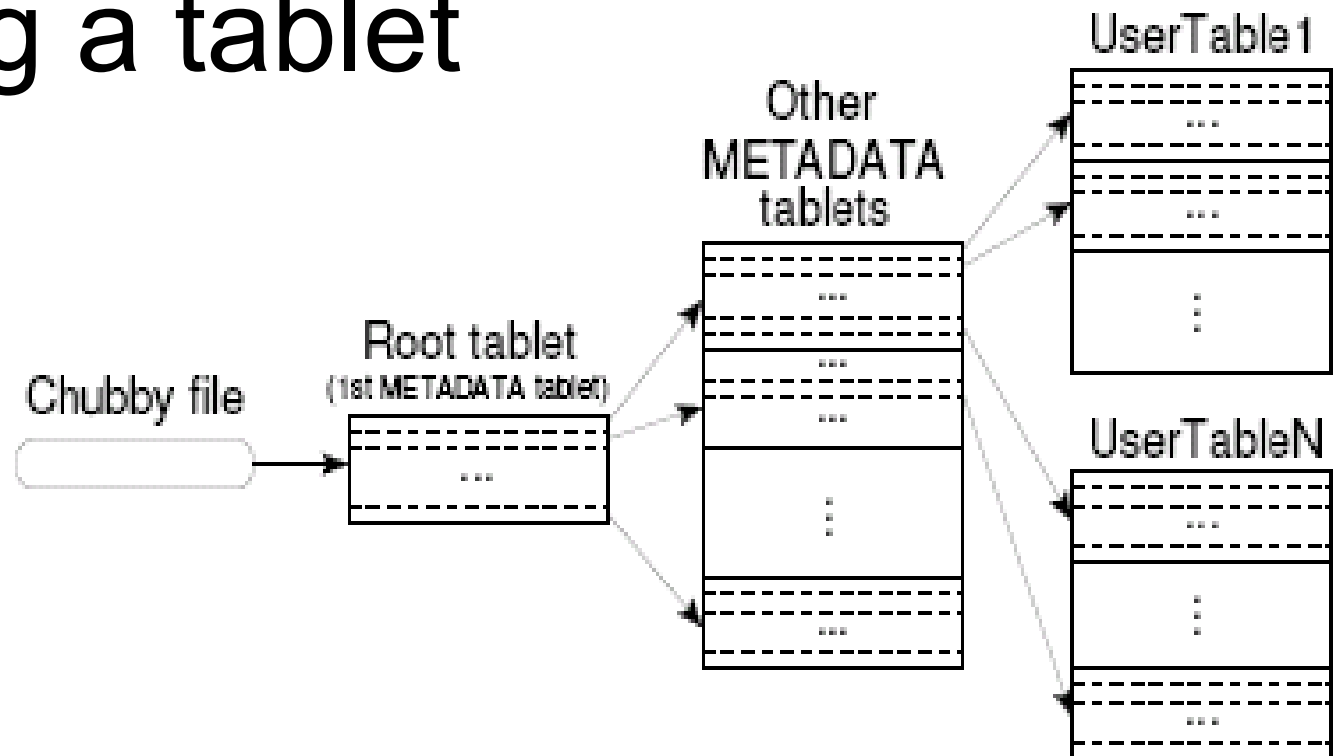 g a tablet
UserTable1
Other
METADATA
tablets
...
...
⋮
...
...
...
⋮
...
Root tablet
(1st METADATA tablet)
...
Chubby file
UserTableN
...
⋮
...